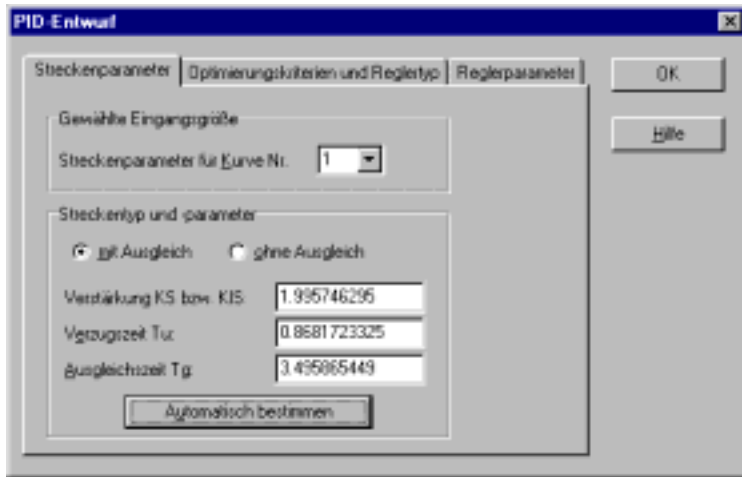 PID-Entwurf
Streckenparameter Optimierungskriterien und Reglertyp Reglerparameter
OK
Gewählte Eingangsgröße
Hilfe
Streckenparameter für Kurve Nr. 1
Streckentyp und -parameter
mit Ausgleich ohne Ausgleich
Verstärkung KS bzw. KIS: 1.995746295
Verzugszeit Tu: 0.8681723325
Ausgleichszeit Tg: 3.495865449
Automatisch bestimmen